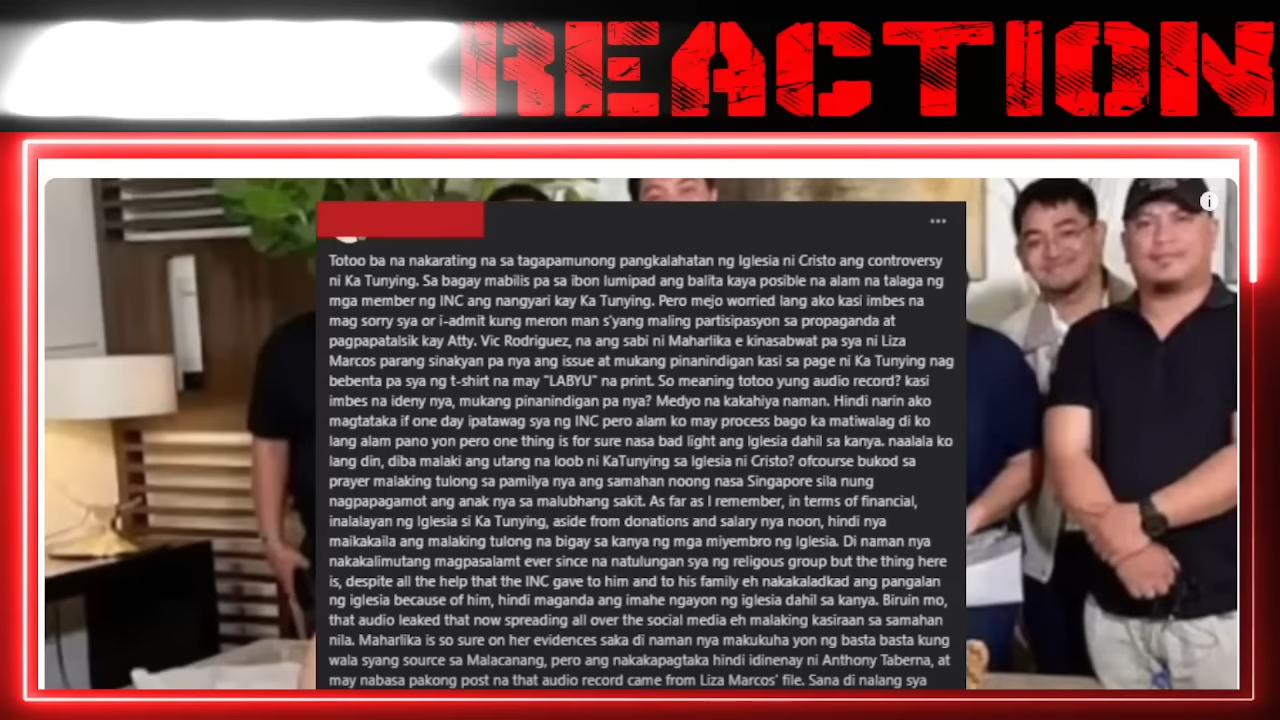 REACTION
Totoo ba na nakarating na sa tagapamunong pangkalahatan ng Iglesia ni Cristo ang controversy
ni Ka Tunying. Sa bagay mabilis pa sa ibon lumipad ang balita kaya posible na alam na talaga ng
mga member ng INC ang nangyari kay Ka Tunying. Pero mejo worried lang ako kasi imbes na
mag sorry sya or i-admit kung meron man s'yang maling partisipasyon sa propaganda at
pagpapatalsik kay Atty. Vic Rodriguez, na ang sabi ni Maharlika e kinasabwat pa sya ni Liza
Marcos parang sinakyan pa nya ang issue at mukang pinanindigan kasi sa page ni Ka Tunying nag
bebenta pa sya ng t-shirt na may "LABYU" na print. So meaning totoo yung audio record? kasi
imbes na ideny nya, mukang pinanindigan pa nya? Medyo na kakahiya naman. Hindi narin ako
magtataka if one day ipatawag sya ng INC pero alam ko may process bago ka matiwalag di ko
lang alam pano yon pero one thing is for sure nasa bad light ang Iglesia dahil sa kanya. naalala ko
lang din, diba malaki ang utang na loob ni KaTunying sa Iglesia ni Cristo? ofcourse bukod sa
prayer malaking tulong sa pamilya nya ang samahan noong nasa Singapore sila nung
nagpapagamot ang anak nya sa malubhang sakit. As far as I remember, in terms of financial,
inalalayan ng Iglesia si Ka Tunying, aside from donations and salary nya noon, hindi nya
maikakaila ang malaking tulong na bigay sa kanya ng mga miyembro ng Iglesia. Di naman nya
nakakalimutang magpasalamt ever since na natulungan sya ng religous group but the thing here
is, despite all the help that the INC gave to him and to his family eh nakakaladkad ang pangalan
ng iglesia because of him, hindi maganda ang imahe ngayon ng iglesia dahil sa kanya. Biruin mo,
that audio leaked that now spreading all over the social media eh malaking kasiraan sa samahan
nila. Maharlika is so sure on her evidences saka di naman nya makukuha yon ng basta basta kung
wala syang source sa Malacanang, pero ang nakakapagtaka hindi idinenay ni Anthony Taberna, at
may nabasa pakong post na that audio record came from Liza Marcos' file. Sana di nalang sya